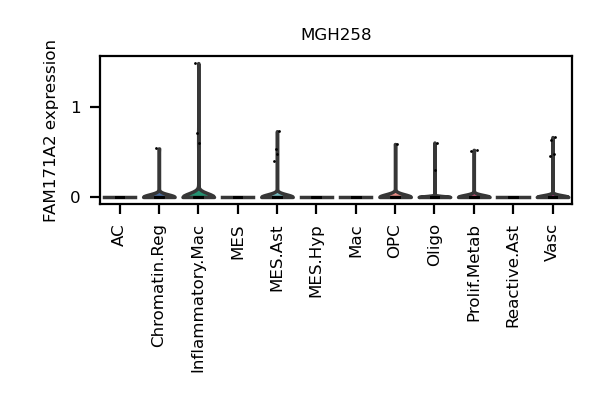 MGH258
FAM171A2 expression
1
0
AC
Chromatin.Reg
Inflammatory.Mac
MES
MES.Ast
MES.Hyp
Mac
OPC
Oligo
Prolif.Metab
Reactive.Ast
Vasc